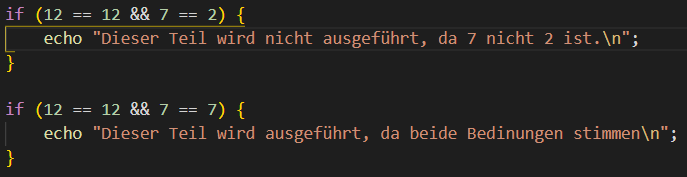 if (12 == 12 && 7 == 2) {
    echo "Dieser Teil wird nicht ausgeführt, da 7 nicht 2 ist.\n";
}

if (12 == 12 && 7 == 7) {
    echo "Dieser Teil wird ausgeführt, da beide Bedinungen stimmen\n";
}